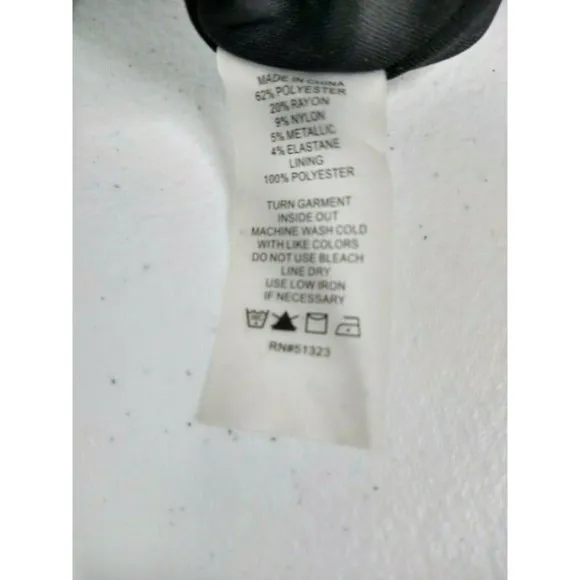 MADE IN CHINA
62% POLYESTER
20% RAYON
9% NYLON
5% METALLIC
4% ELASTANE
LINING
100% POLYESTER
TURN GARMENT
INSIDE OUT
MACHINE WASH COLD
WITH LIKE COLORS
DO NOT USE BLEACH
LINE DRY
USE LOW IRON
IF NECESSARY
RN#51323